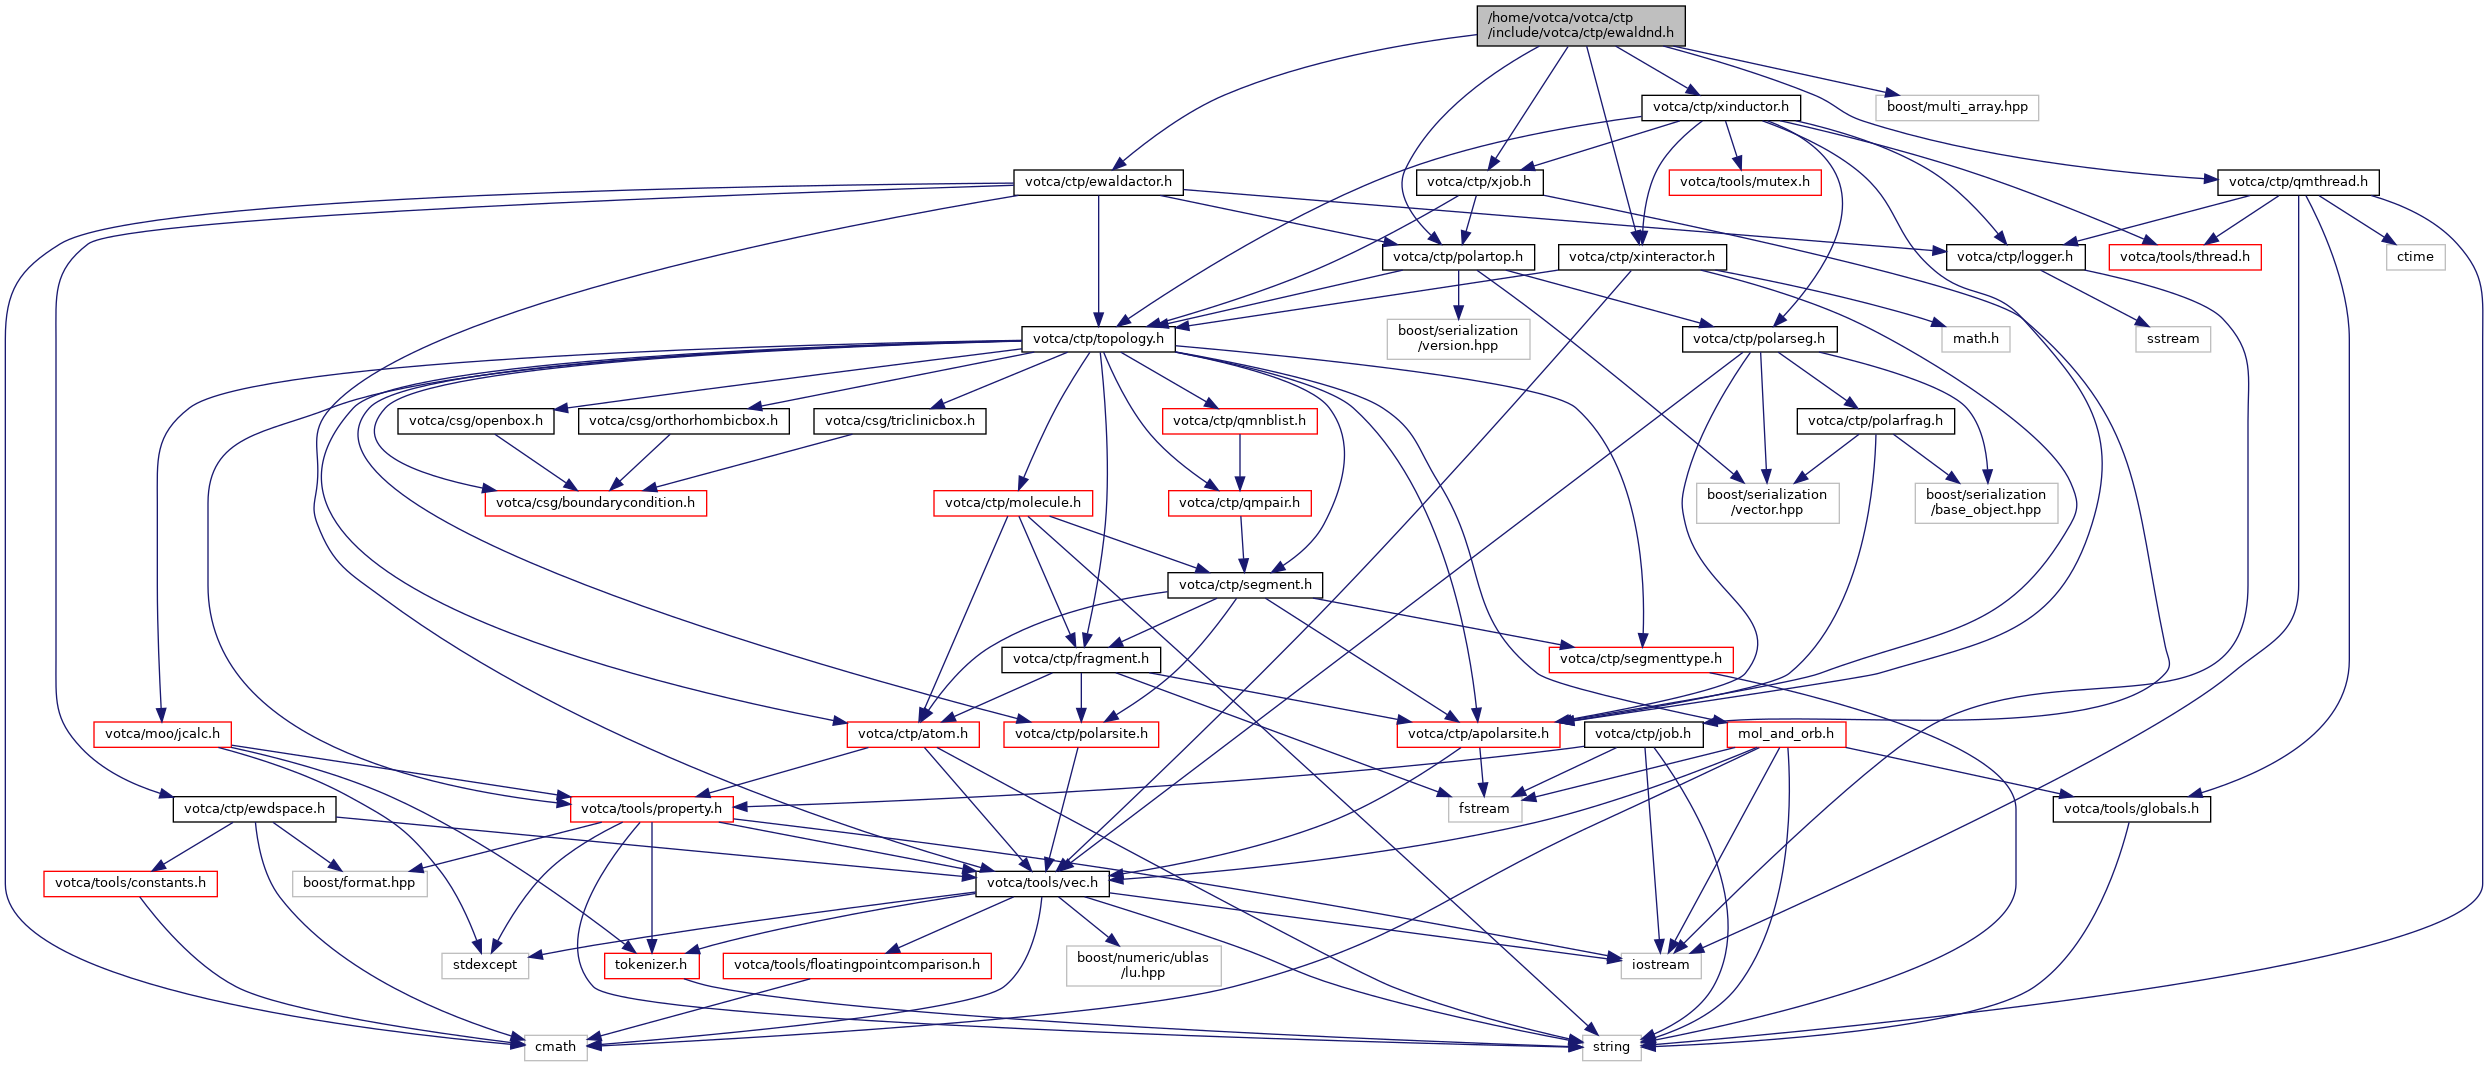 /home/votca/votca/ctp
/include/votca/ctp/ewaldnd.h
votca/ctp/xinductor.h
boost/multi_array.hpp
votca/ctp/ewaldactor.h
votca/ctp/xjob.h
votca/tools/mutex.h
votca/ctp/qmthread.h
votca/ctp/polartop.h
votca/ctp/xinteractor.h
votca/ctp/logger.h
votca/tools/thread.h
ctime
votca/ctp/topology.h
boost/serialization
/version.hpp
votca/ctp/polarseg.h
math.h
sstream
votca/csg/openbox.h
votca/csg/orthorhombicbox.h
votca/csg/triclinicbox.h
votca/ctp/qmnblist.h
votca/ctp/polarfrag.h
votca/csg/boundarycondition.h
votca/ctp/molecule.h
votca/ctp/qmpair.h
boost/serialization
/vector.hpp
boost/serialization
/base_object.hpp
votca/ctp/segment.h
votca/ctp/fragment.h
votca/ctp/segmenttype.h
votca/moo/jcalc.h
votca/ctp/atom.h
votca/ctp/polarsite.h
votca/ctp/apolarsite.h
votca/ctp/job.h
mol_and_orb.h
votca/ctp/ewdspace.h
votca/tools/property.h
fstream
votca/tools/globals.h
votca/tools/constants.h
boost/format.hpp
votca/tools/vec.h
stdexcept
tokenizer.h
votca/tools/floatingpointcomparison.h
boost/numeric/ublas
/lu.hpp
iostream
cmath
string